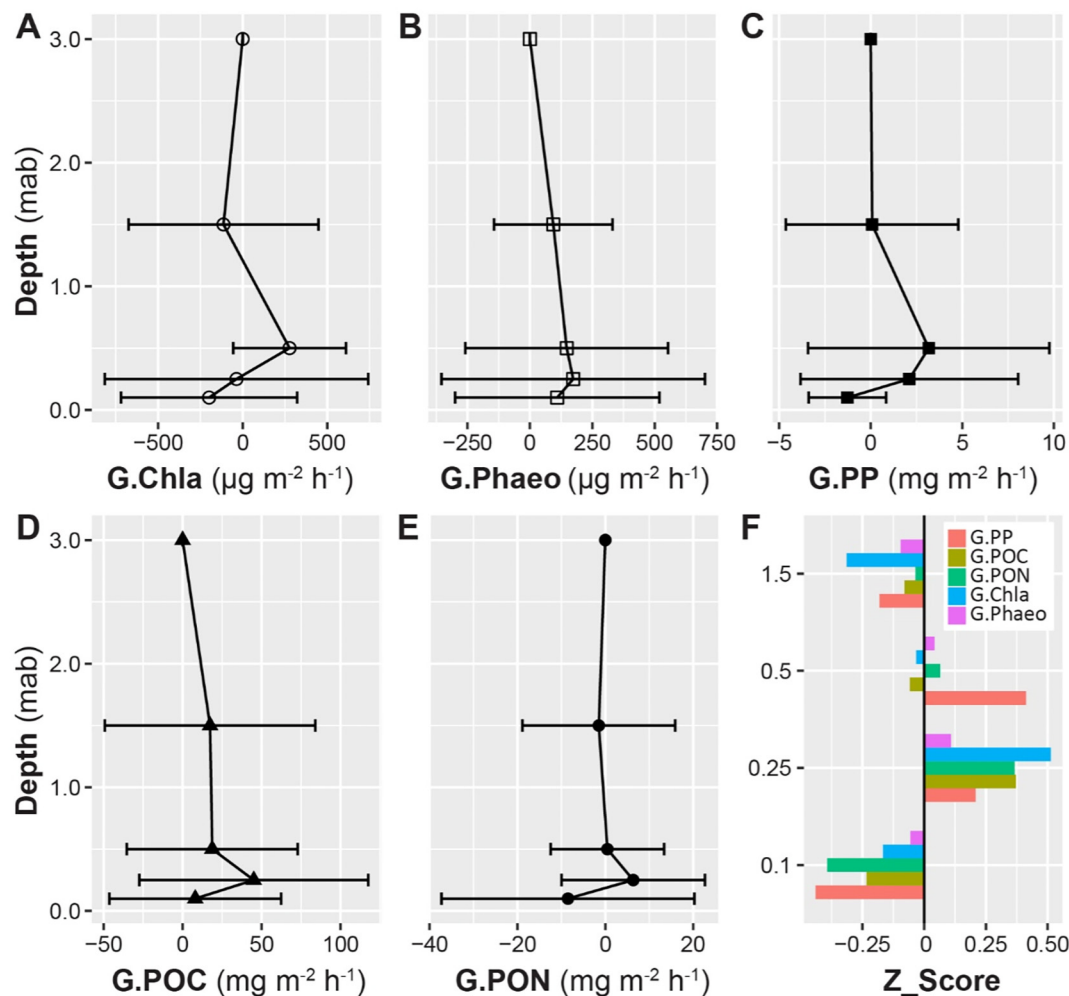 A
B
C
3.0
2.0
1.0
0.0
Depth (mab)
−500 0 500
−250 0 250 500 750
−5 0 5 10
G.Chla (µg m⁻² h⁻¹)
G.Phaeo (µg m⁻² h⁻¹)
G.PP (mg m⁻² h⁻¹)
D
E
F
3.0
2.0
1.0
0.0
Depth (mab)
G.PP
G.POC
G.PON
G.Chla
G.Phaeo
1.5
0.5
0.25
0.1
−50 0 50 100
−40 −20 0 20
−0.25 0 0.25 0.50
G.POC (mg m⁻² h⁻¹)
G.PON (mg m⁻² h⁻¹)
Z_Score